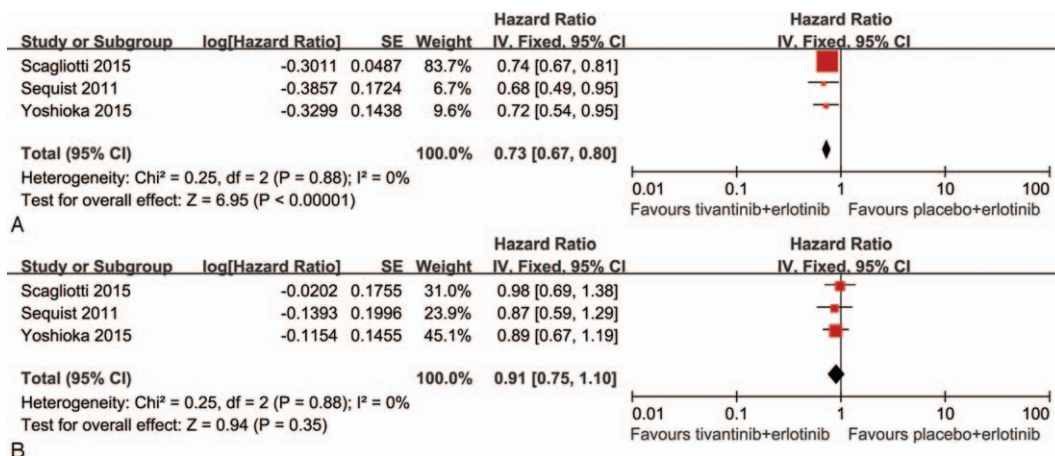 Hazard Ratio Hazard Ratio
Study or Subgroup log[Hazard Ratio] SE Weight IV, Fixed, 95% CI IV, Fixed, 95% CI
Scagliotti 2015 -0.3011 0.0487 83.7% 0.74 [0.67, 0.81]
Sequist 2011 -0.3857 0.1724 6.7% 0.68 [0.49, 0.95]
Yoshioka 2015 -0.3299 0.1438 9.6% 0.72 [0.54, 0.95]
Total (95% CI) 100.0% 0.73 [0.67, 0.80]
Heterogeneity: Chi² = 0.25, df = 2 (P = 0.88); I² = 0%
Test for overall effect: Z = 6.95 (P < 0.00001)
0.01 0.1 1 10 100
Favours tivantinib+erlotinib Favours placebo+erlotinib
A
Hazard Ratio Hazard Ratio
Study or Subgroup log[Hazard Ratio] SE Weight IV, Fixed, 95% CI IV, Fixed, 95% CI
Scagliotti 2015 -0.0202 0.1755 31.0% 0.98 [0.69, 1.38]
Sequist 2011 -0.1393 0.1996 23.9% 0.87 [0.59, 1.29]
Yoshioka 2015 -0.1154 0.1455 45.1% 0.89 [0.67, 1.19]
Total (95% CI) 100.0% 0.91 [0.75, 1.10]
Heterogeneity: Chi² = 0.25, df = 2 (P = 0.88); I² = 0%
Test for overall effect: Z = 0.94 (P = 0.35)
0.01 0.1 1 10 100
Favours tivantinib+erlotinib Favours placebo+erlotinib
B